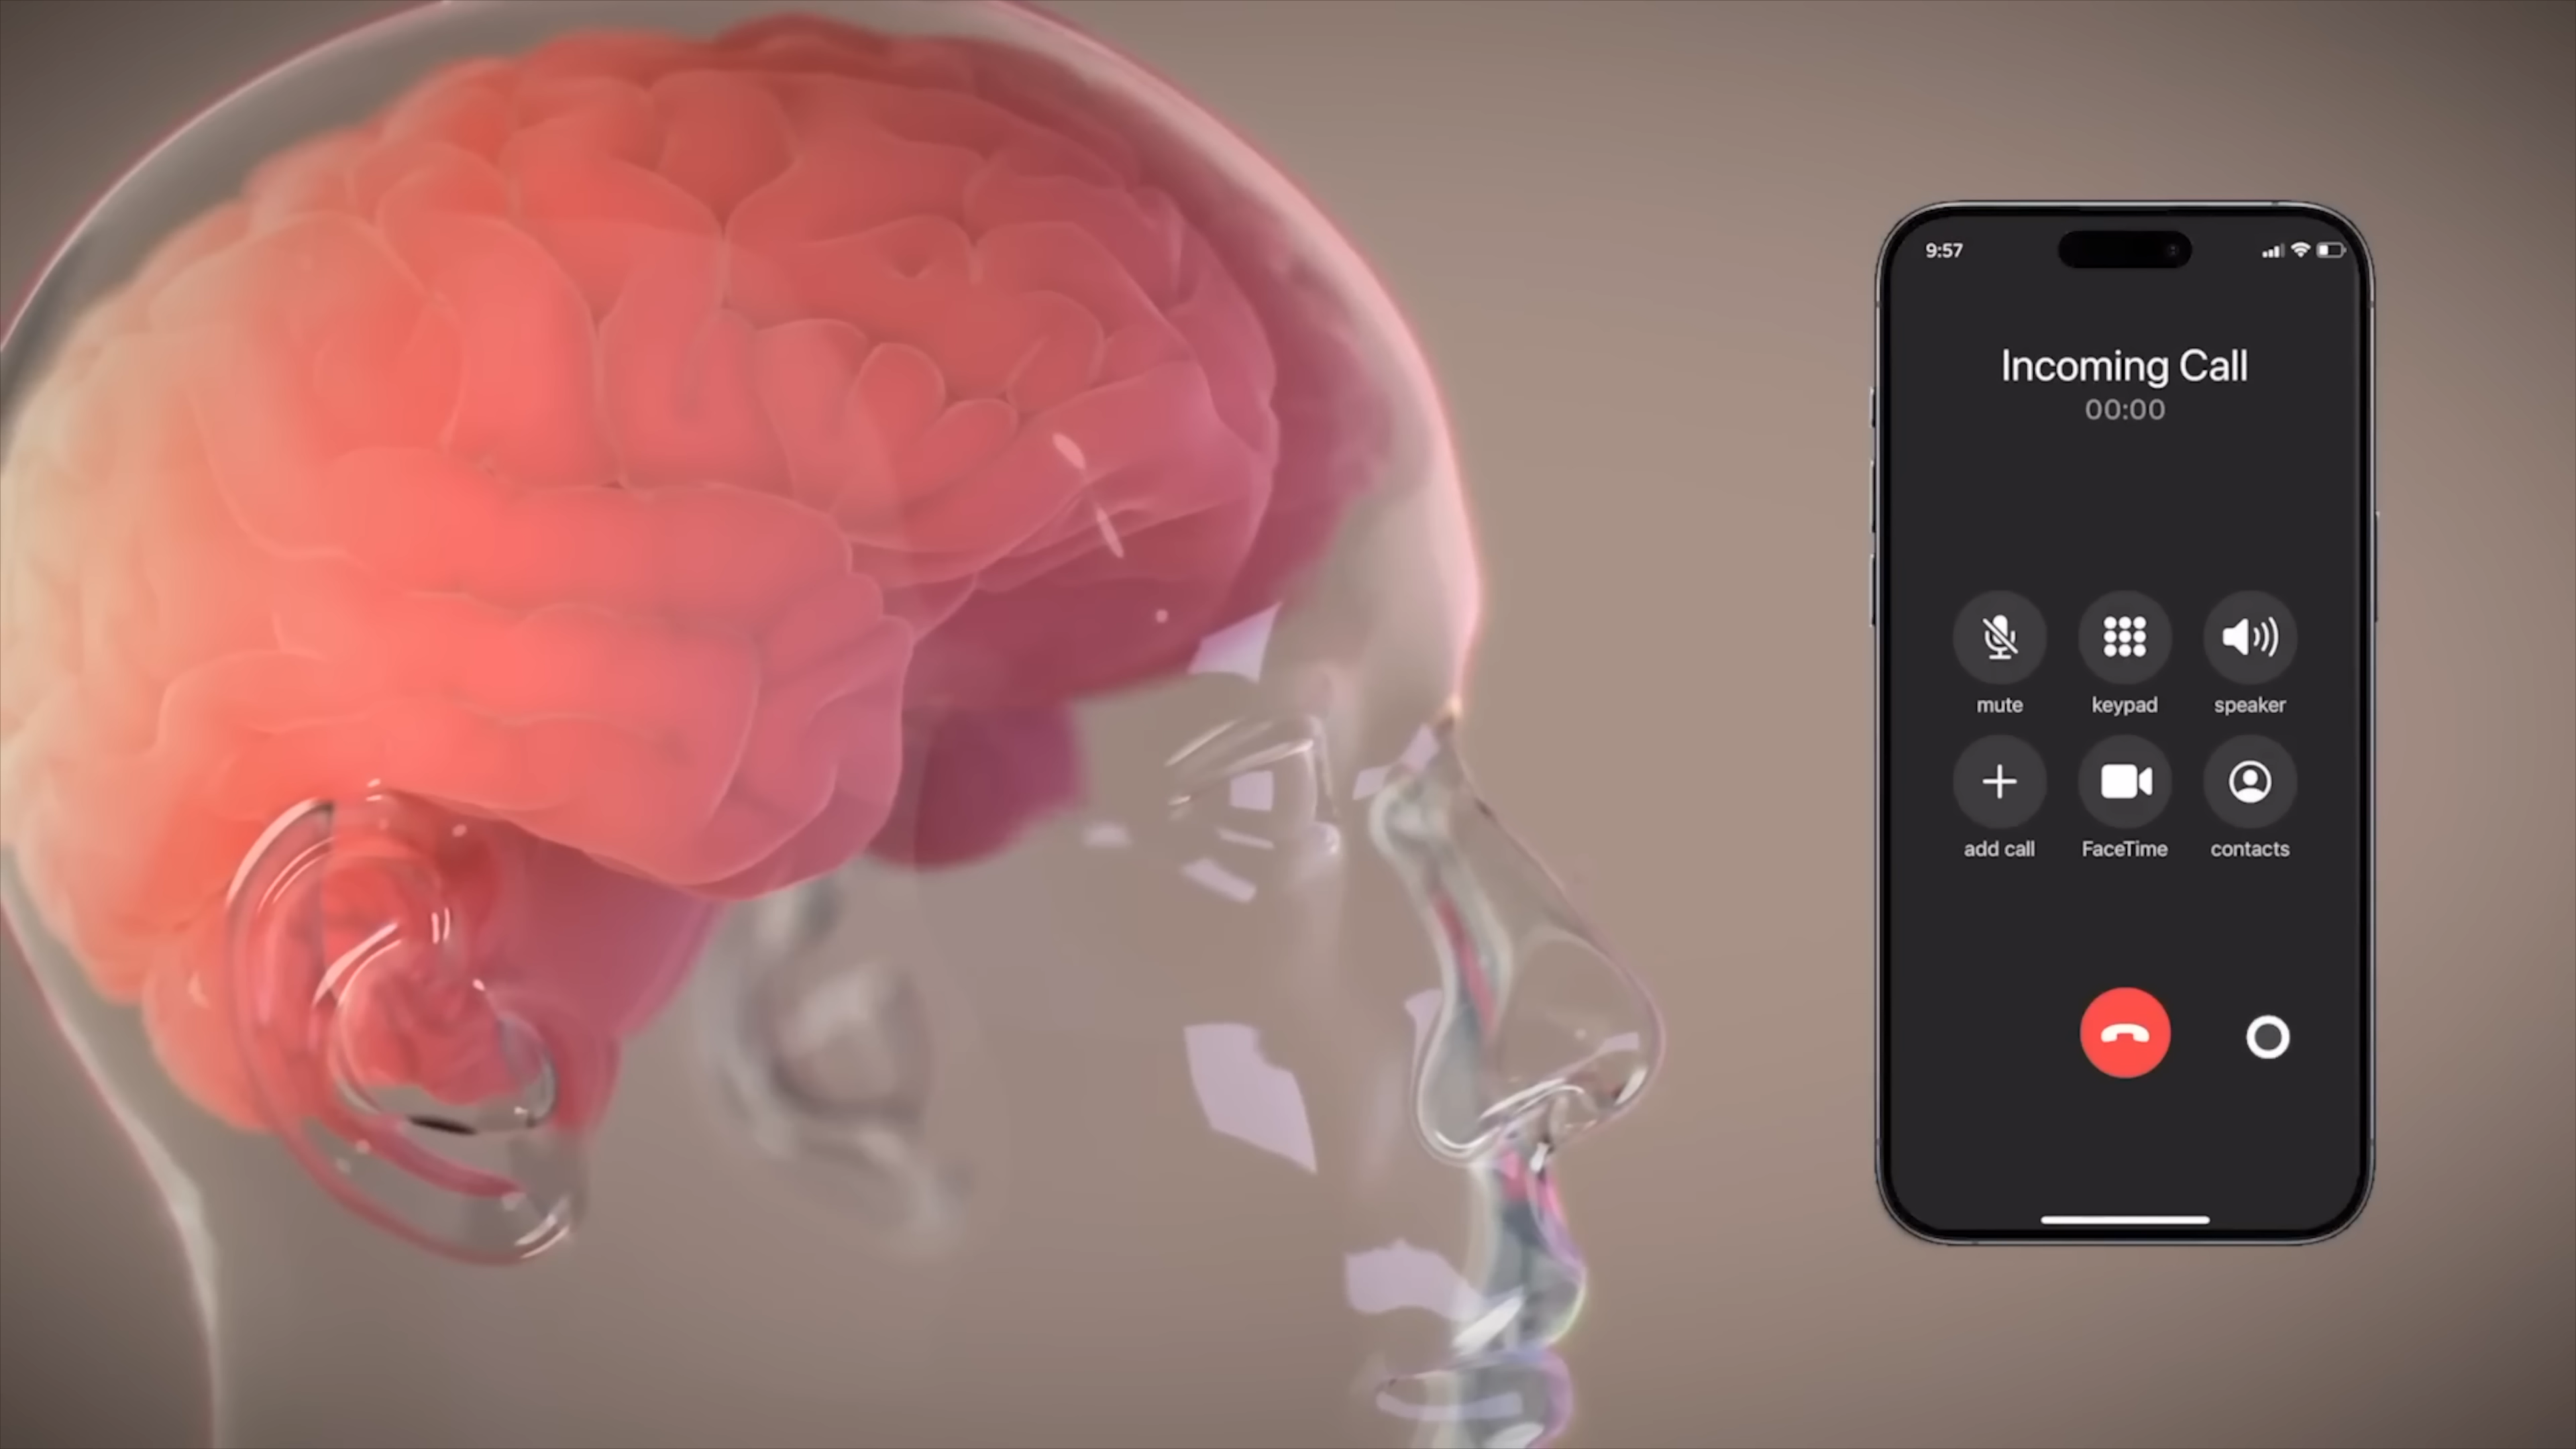 9:57
Incoming Call
00:00
mute
keypad
speaker
add call
FaceTime
contacts